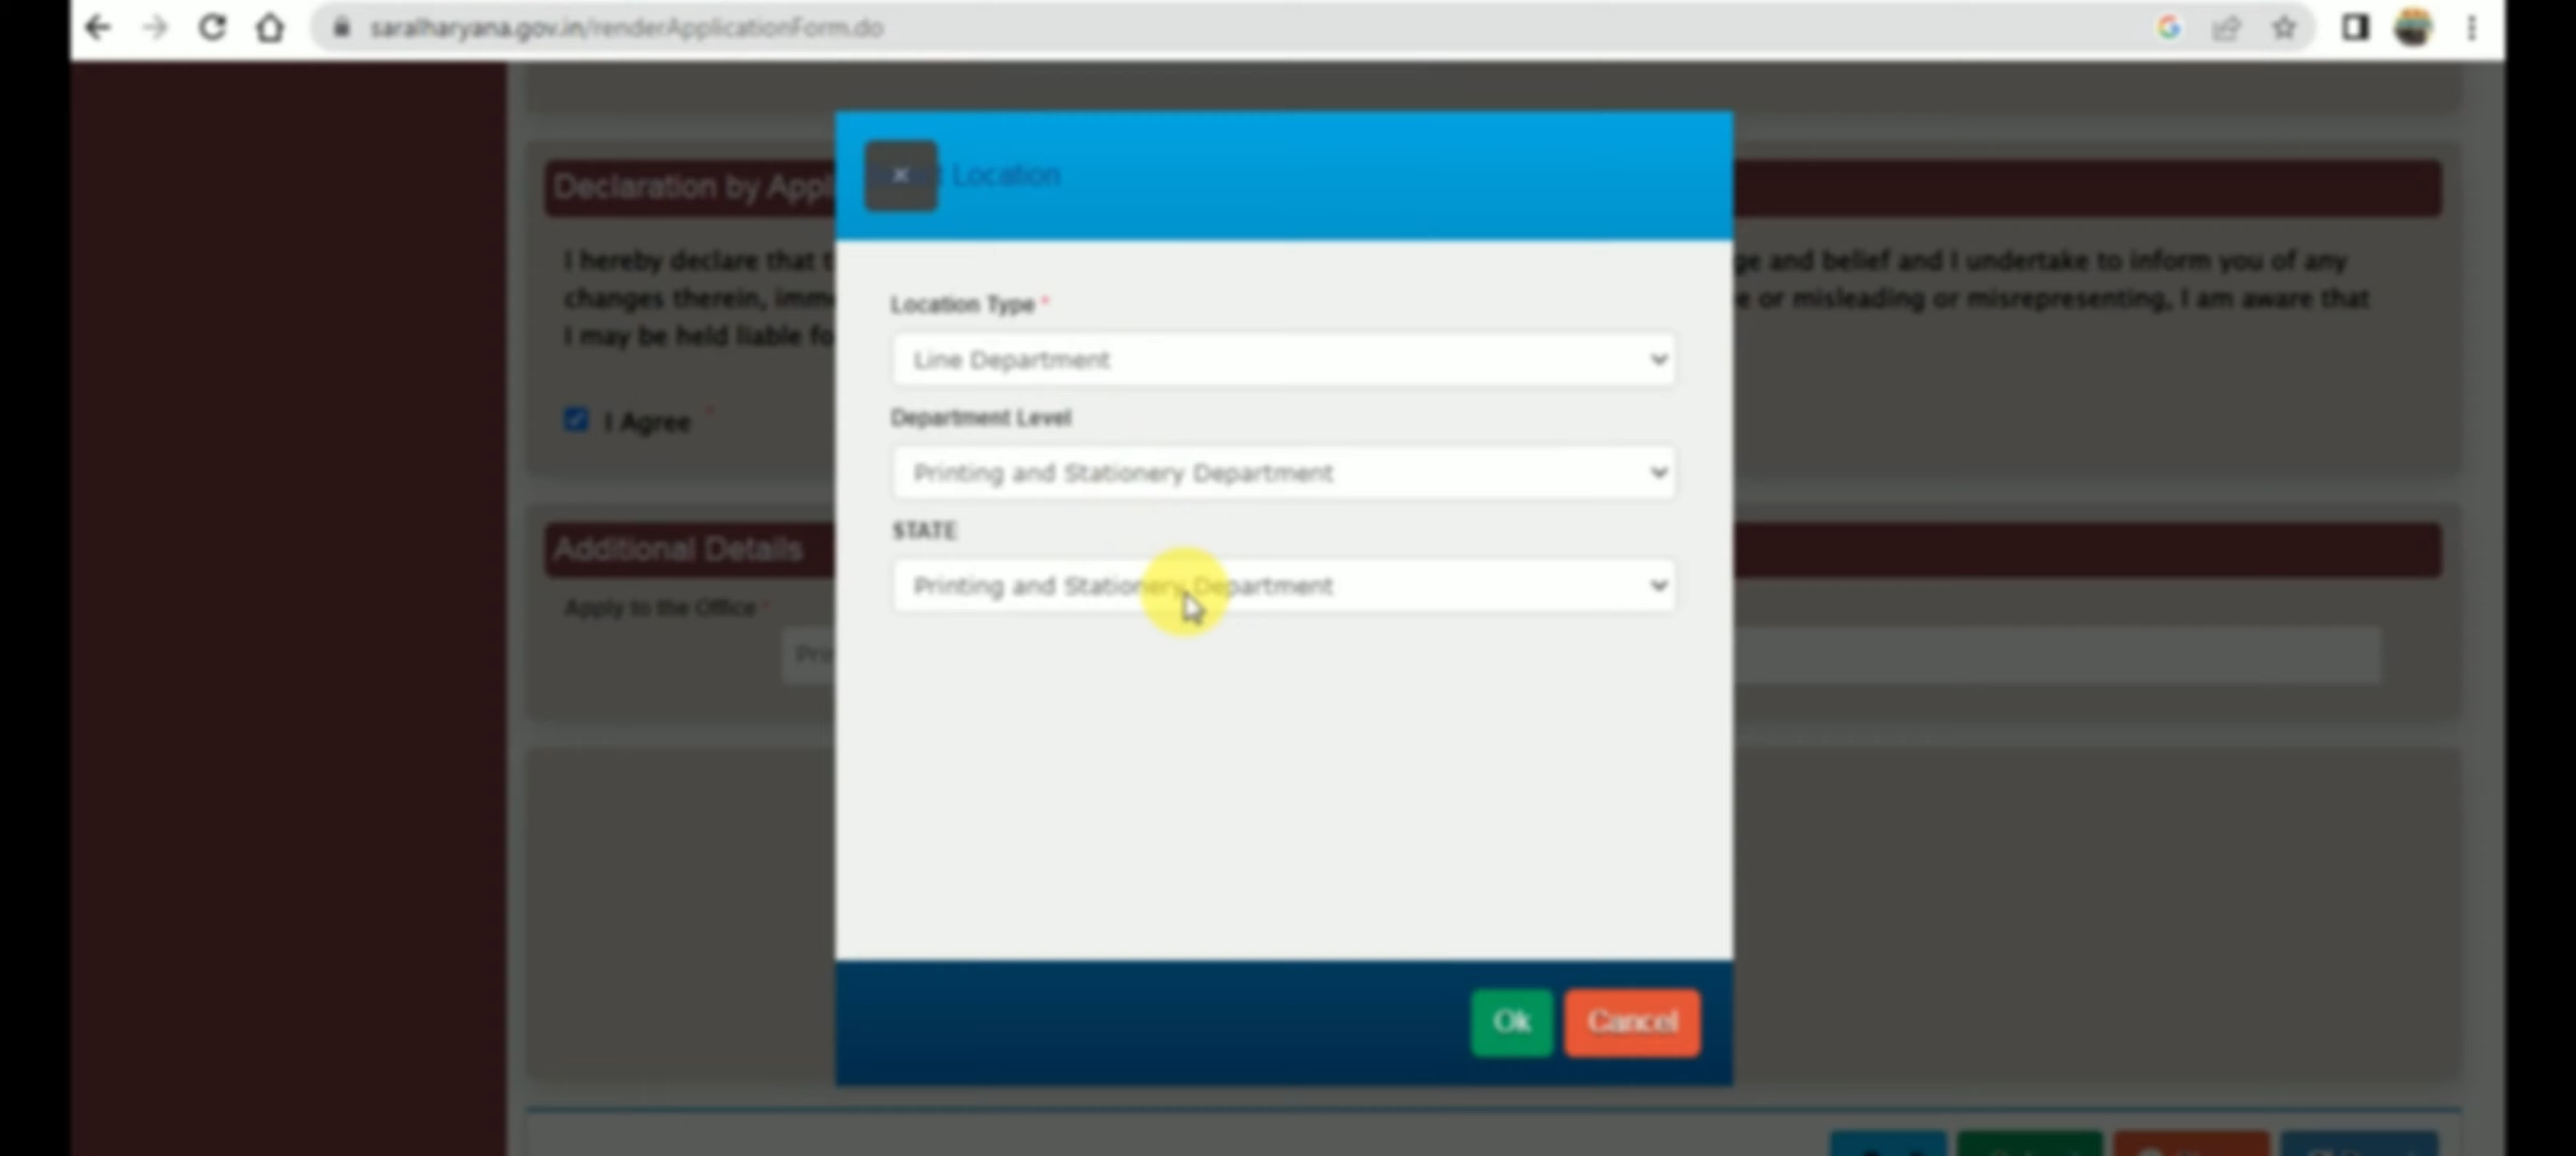 saralharyana.gov.in/renderApplicationForm.do
Location
Declaration by Appl
I hereby declare that t
ge and belief and I undertake to inform you of any
changes therein, imme
e or misleading or misrepresenting, I am aware that
I may be held liable fo
I Agree *
Location Type *
Line Department
Department Level
Printing and Stationery Department
STATE
Printing and Stationery Department
Additional Details
Apply to the Office *
Prin
Ok Cancel